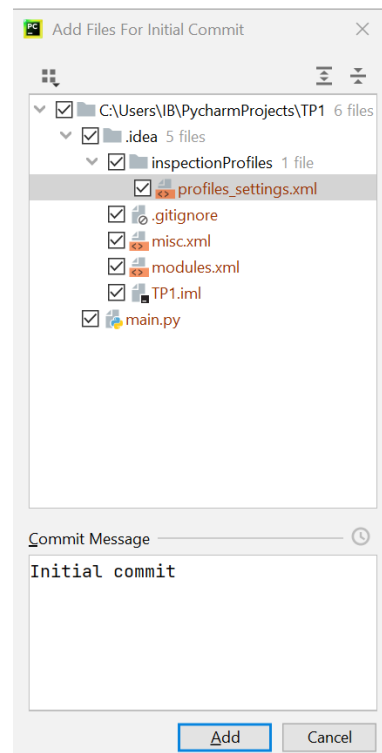 PC Add Files For Initial Commit
C:\Users\IB\PycharmProjects\TP1 6 files
.idea 5 files
inspectionProfiles 1 file
profiles_settings.xml
.gitignore
misc.xml
modules.xml
TP1.iml
main.py
Commit Message
Initial commit
Add Cancel